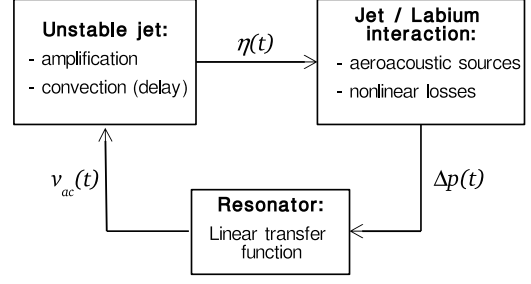 Unstable jet:
- amplification
- convection (delay)
η(t)
Jet / Labium
interaction:
- aeroacoustic sources
- nonlinear losses
v_ac(t)
Δp(t)
Resonator:
Linear transfer
function